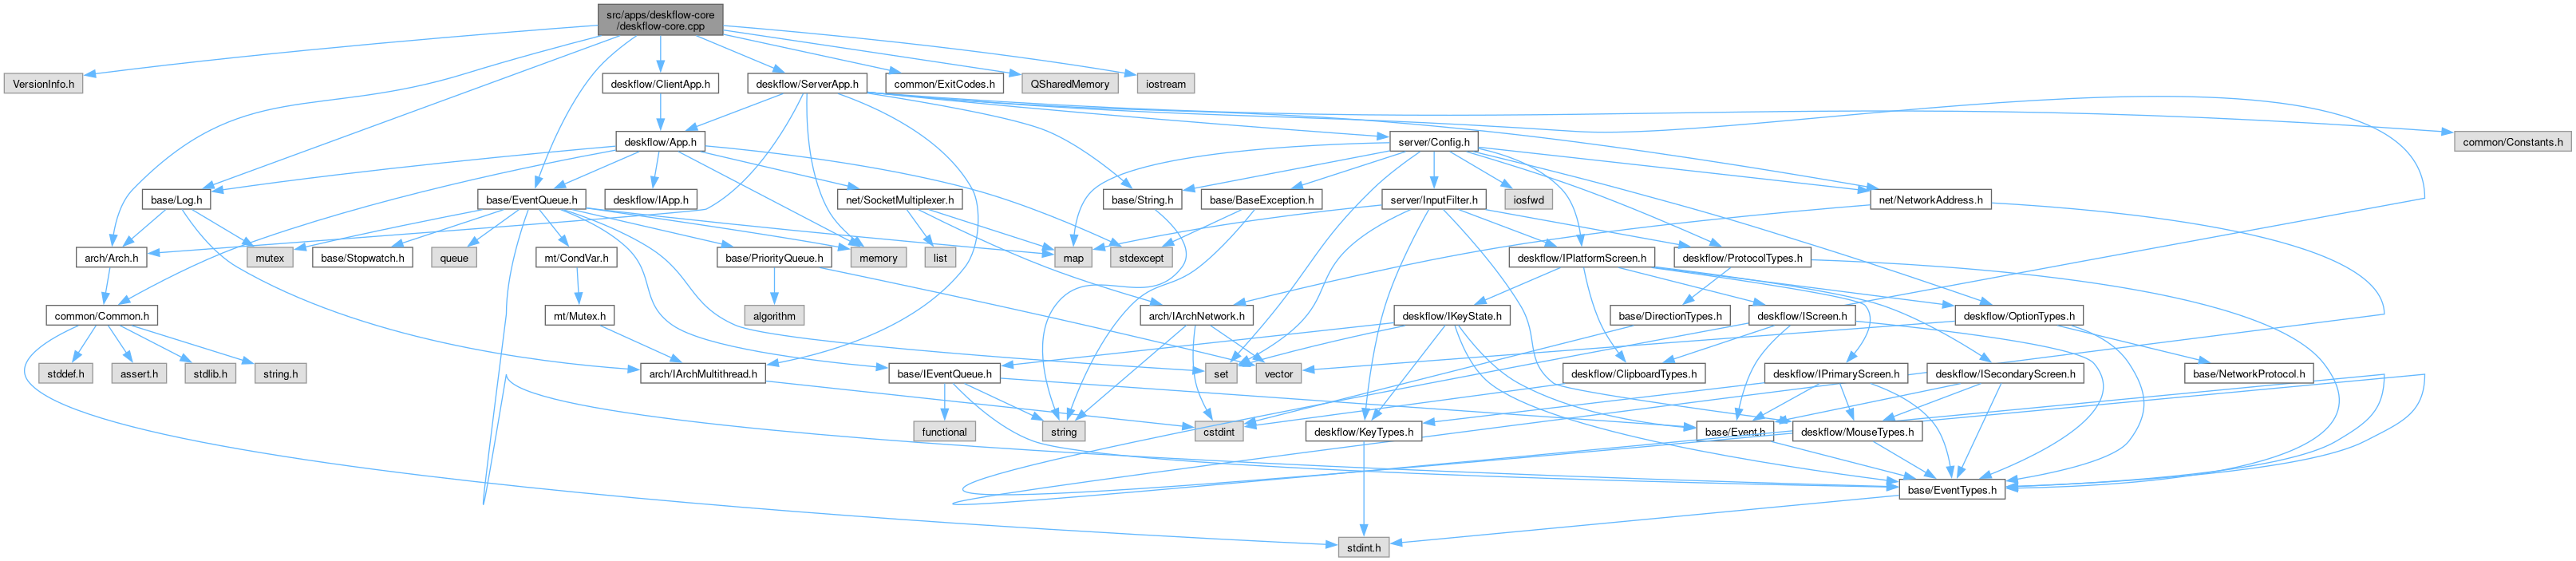 src/apps/deskflow-core
/deskflow-core.cpp
VersionInfo.h
deskflow/ClientApp.h
deskflow/ServerApp.h
common/ExitCodes.h
QSharedMemory
iostream
deskflow/App.h
server/Config.h
common/Constants.h
base/Log.h
base/EventQueue.h
deskflow/IApp.h
net/SocketMultiplexer.h
base/String.h
base/BaseException.h
server/InputFilter.h
iosfwd
net/NetworkAddress.h
arch/Arch.h
mutex
base/Stopwatch.h
queue
mt/CondVar.h
base/PriorityQueue.h
memory
list
map
stdexcept
deskflow/IPlatformScreen.h
deskflow/ProtocolTypes.h
common/Common.h
mt/Mutex.h
algorithm
arch/IArchNetwork.h
deskflow/IKeyState.h
base/DirectionTypes.h
deskflow/IScreen.h
deskflow/OptionTypes.h
stddef.h
assert.h
stdlib.h
string.h
arch/IArchMultithread.h
base/IEventQueue.h
set
vector
deskflow/ClipboardTypes.h
deskflow/IPrimaryScreen.h
deskflow/ISecondaryScreen.h
base/NetworkProtocol.h
functional
string
cstdint
deskflow/KeyTypes.h
base/Event.h
deskflow/MouseTypes.h
base/EventTypes.h
stdint.h